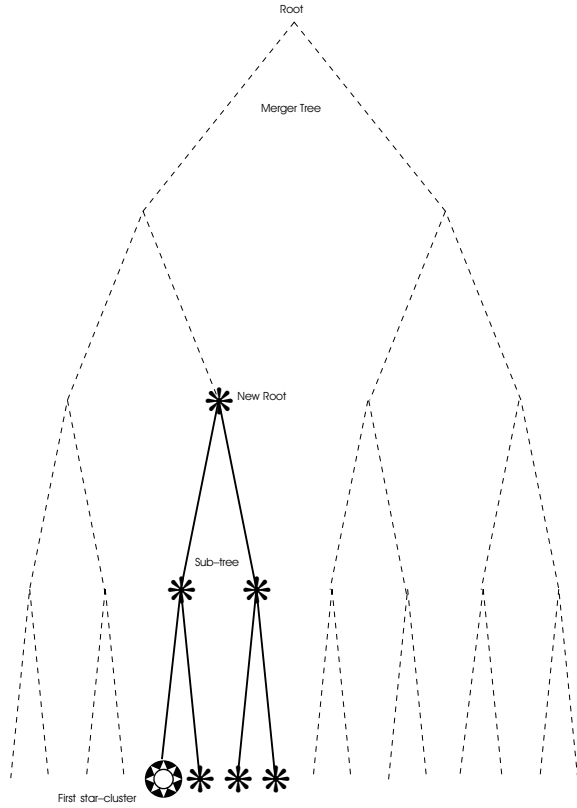 Root
Merger Tree
New Root
Sub–tree
First star–cluster